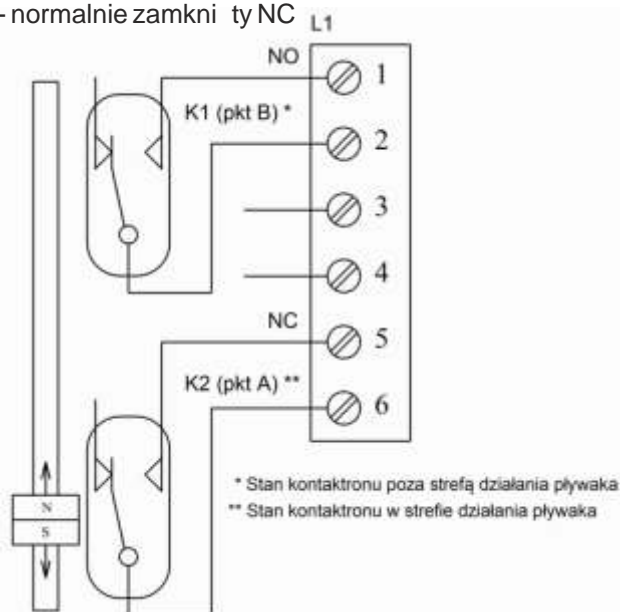 - normalnie zamkni ty NC
L1
NO
1
K1 (pkt B) *
2
3
4
NC
5
K2 (pkt A) **
6
* Stan kontaktronu poza strefą działania pływaka
** Stan kontaktronu w strefie działania pływaka
N
S